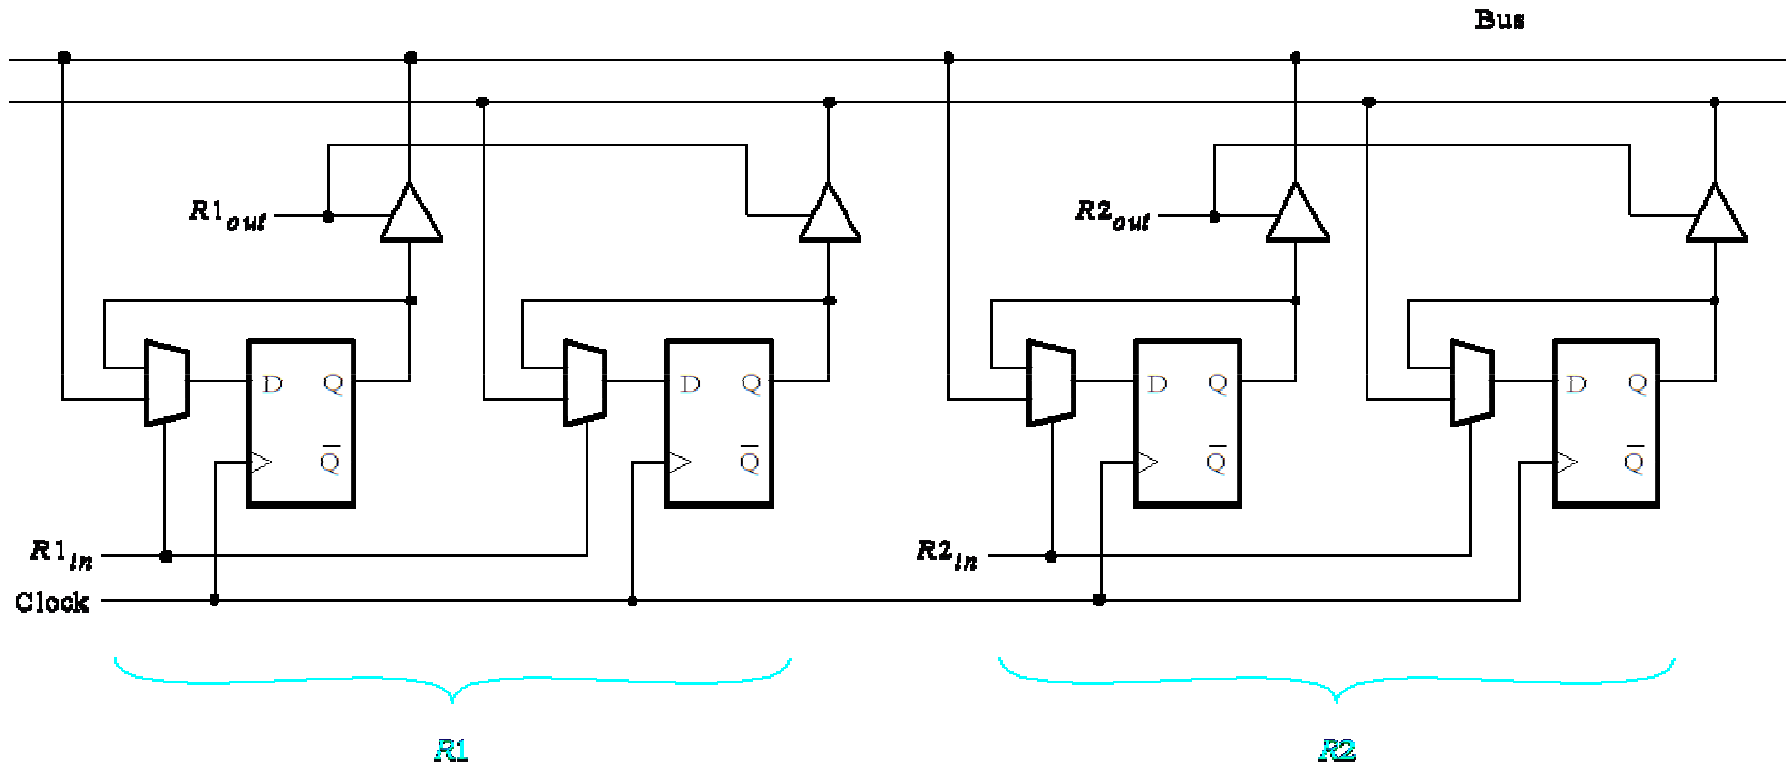 Bus
R1out
R2out
D Q
D Q
D Q
D Q
Q̅
Q̅
Q̅
Q̅
R1in
R2in
Clock
R1
R2